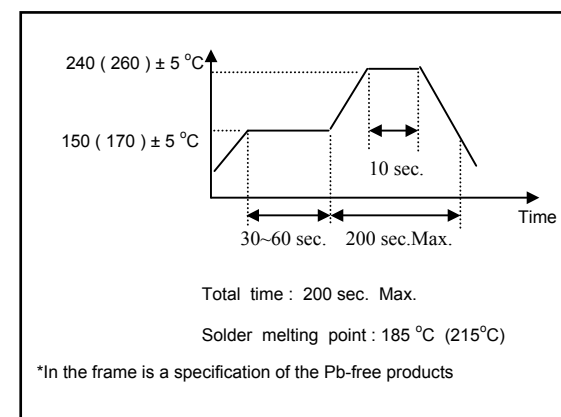 240 ( 260 ) ± 5 °C
150 ( 170 ) ± 5 °C
10 sec.
Time
30~60 sec.
200 sec.Max.
Total time : 200 sec. Max.
Solder melting point : 185 °C (215°C)
*In the frame is a specification of the Pb-free products